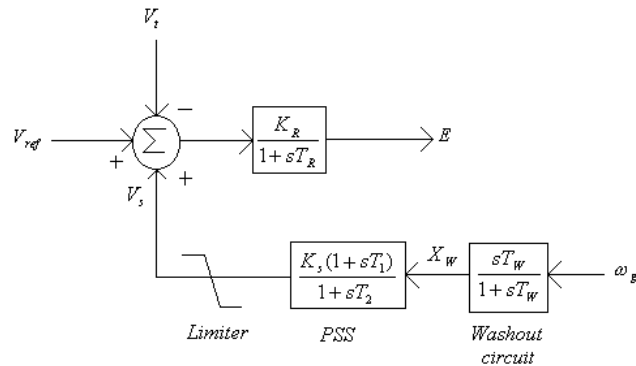 V_t
−
V_ref
+
Σ
K_R
1 + sT_R
E
V_s
+
K_s(1 + sT_1)
1 + sT_2
X_W
sT_W
1 + sT_W
ω_g
Limiter
PSS
Washout
circuit